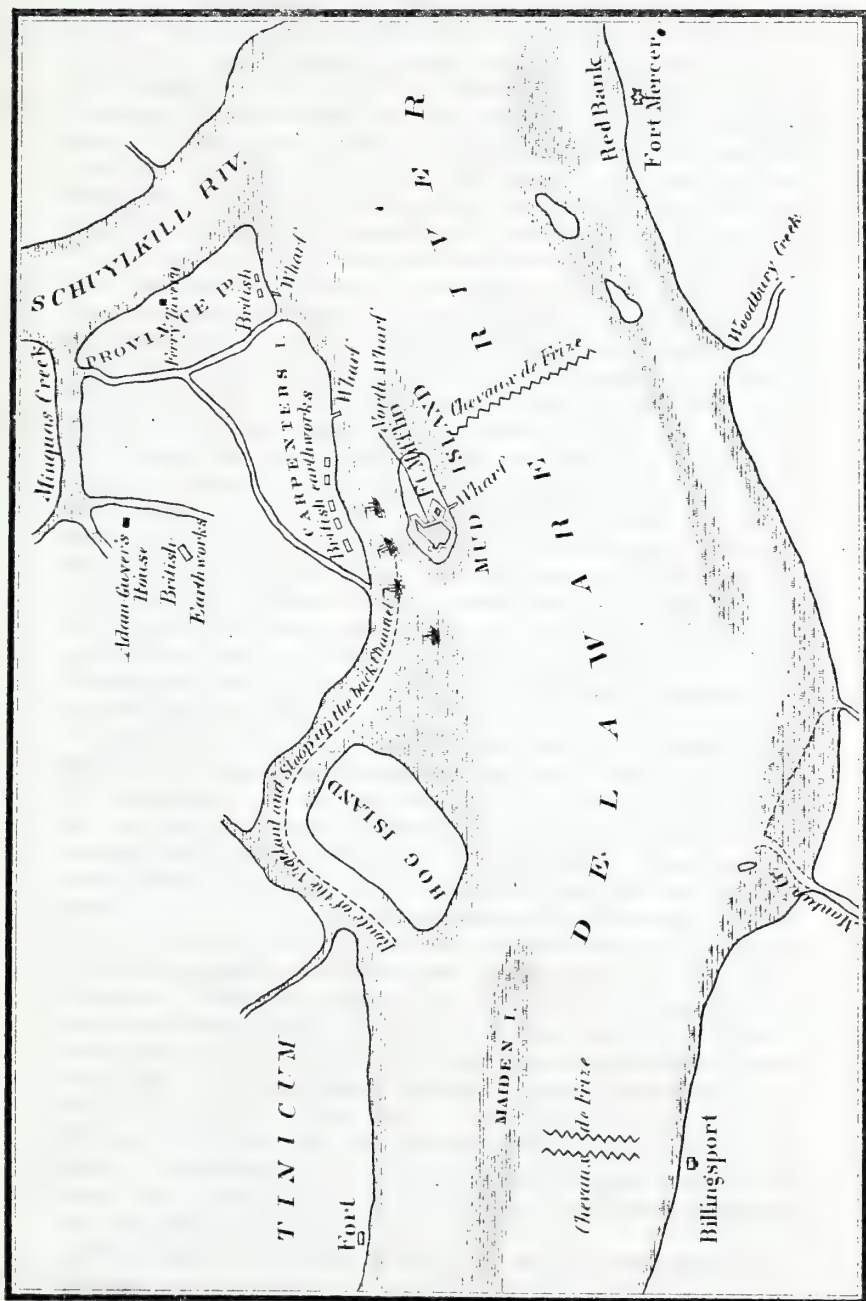 SCHUYLKILL RIV.
Minquas Creek
PROVINCE ID
Ferry Tavern
British
Wharf
CARPENTERS I.
British earthworks
Wharf
North Wharf
Adam Guyer's
House
British
Earthworks
Ft. Mifflin
MUD ISLAND
Wharf
Chevaux de Frize
DELAWARE RIVER
Red Bank
Fort Mercer
Woodbury Creek
Route of the Vigilant and Sloop up the back Channel
HOG ISLAND
TINICUM
Fort
MAIDEN I.
Chevaux de Frize
Billingsport
Mantua Cr.